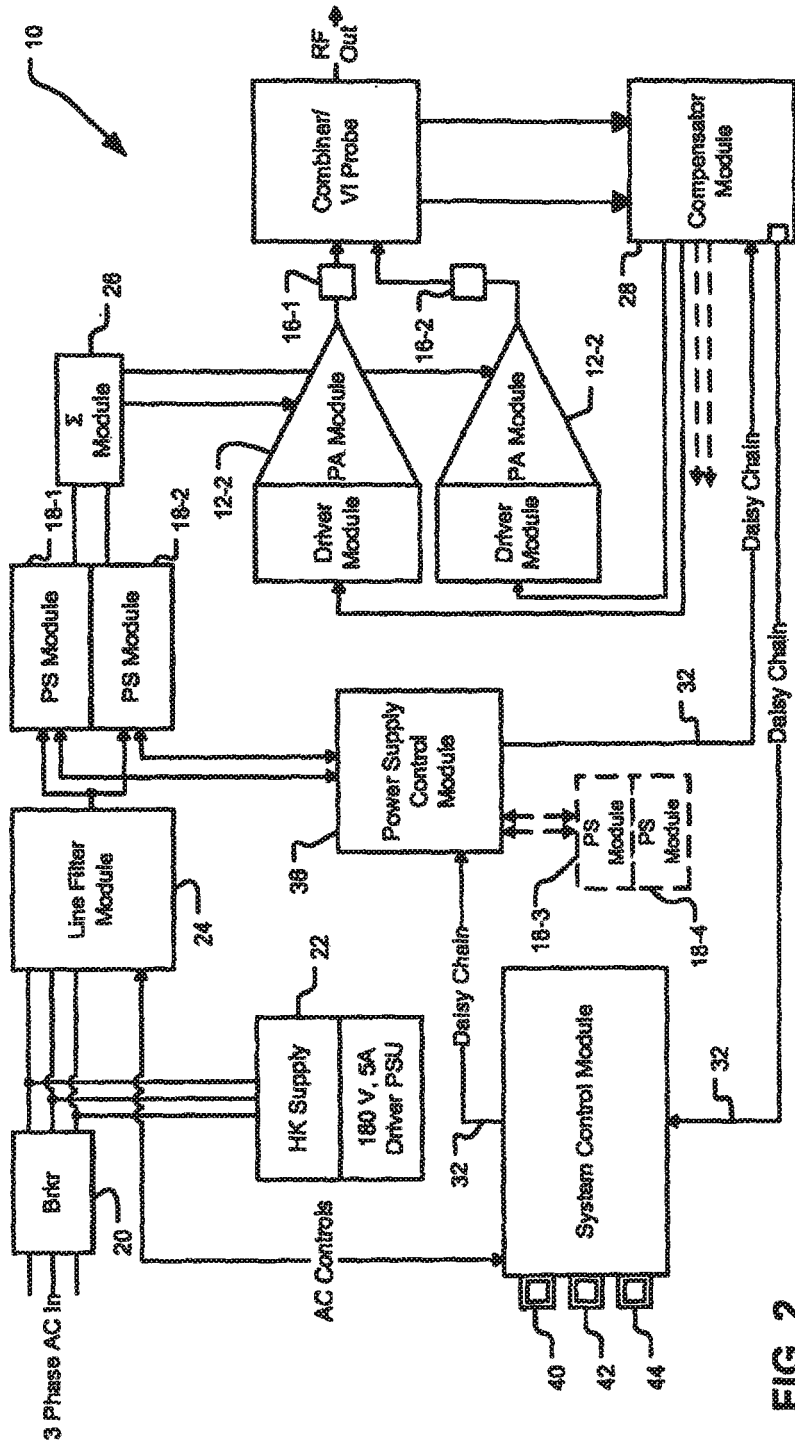 10
3 Phase AC In
Brkr
20
Line Filter
Module
24
PS Module
18-1
PS Module
18-2
Σ
Module
26
HK Supply
22
180 V, 5A
Driver PSU
AC Controls
Power Supply
Control
Module
38
Driver
Module
PA Module
12-2
16-1
Driver
Module
PA Module
12-2
16-2
Combiner/
VI Probe
RF
Out
Compensator
Module
28
Daisy Chain
32
System Control Module
40
42
44
PS
Module
18-3
PS
Module
18-4
32
Daisy Chain
32
Daisy Chain
FIG. 2